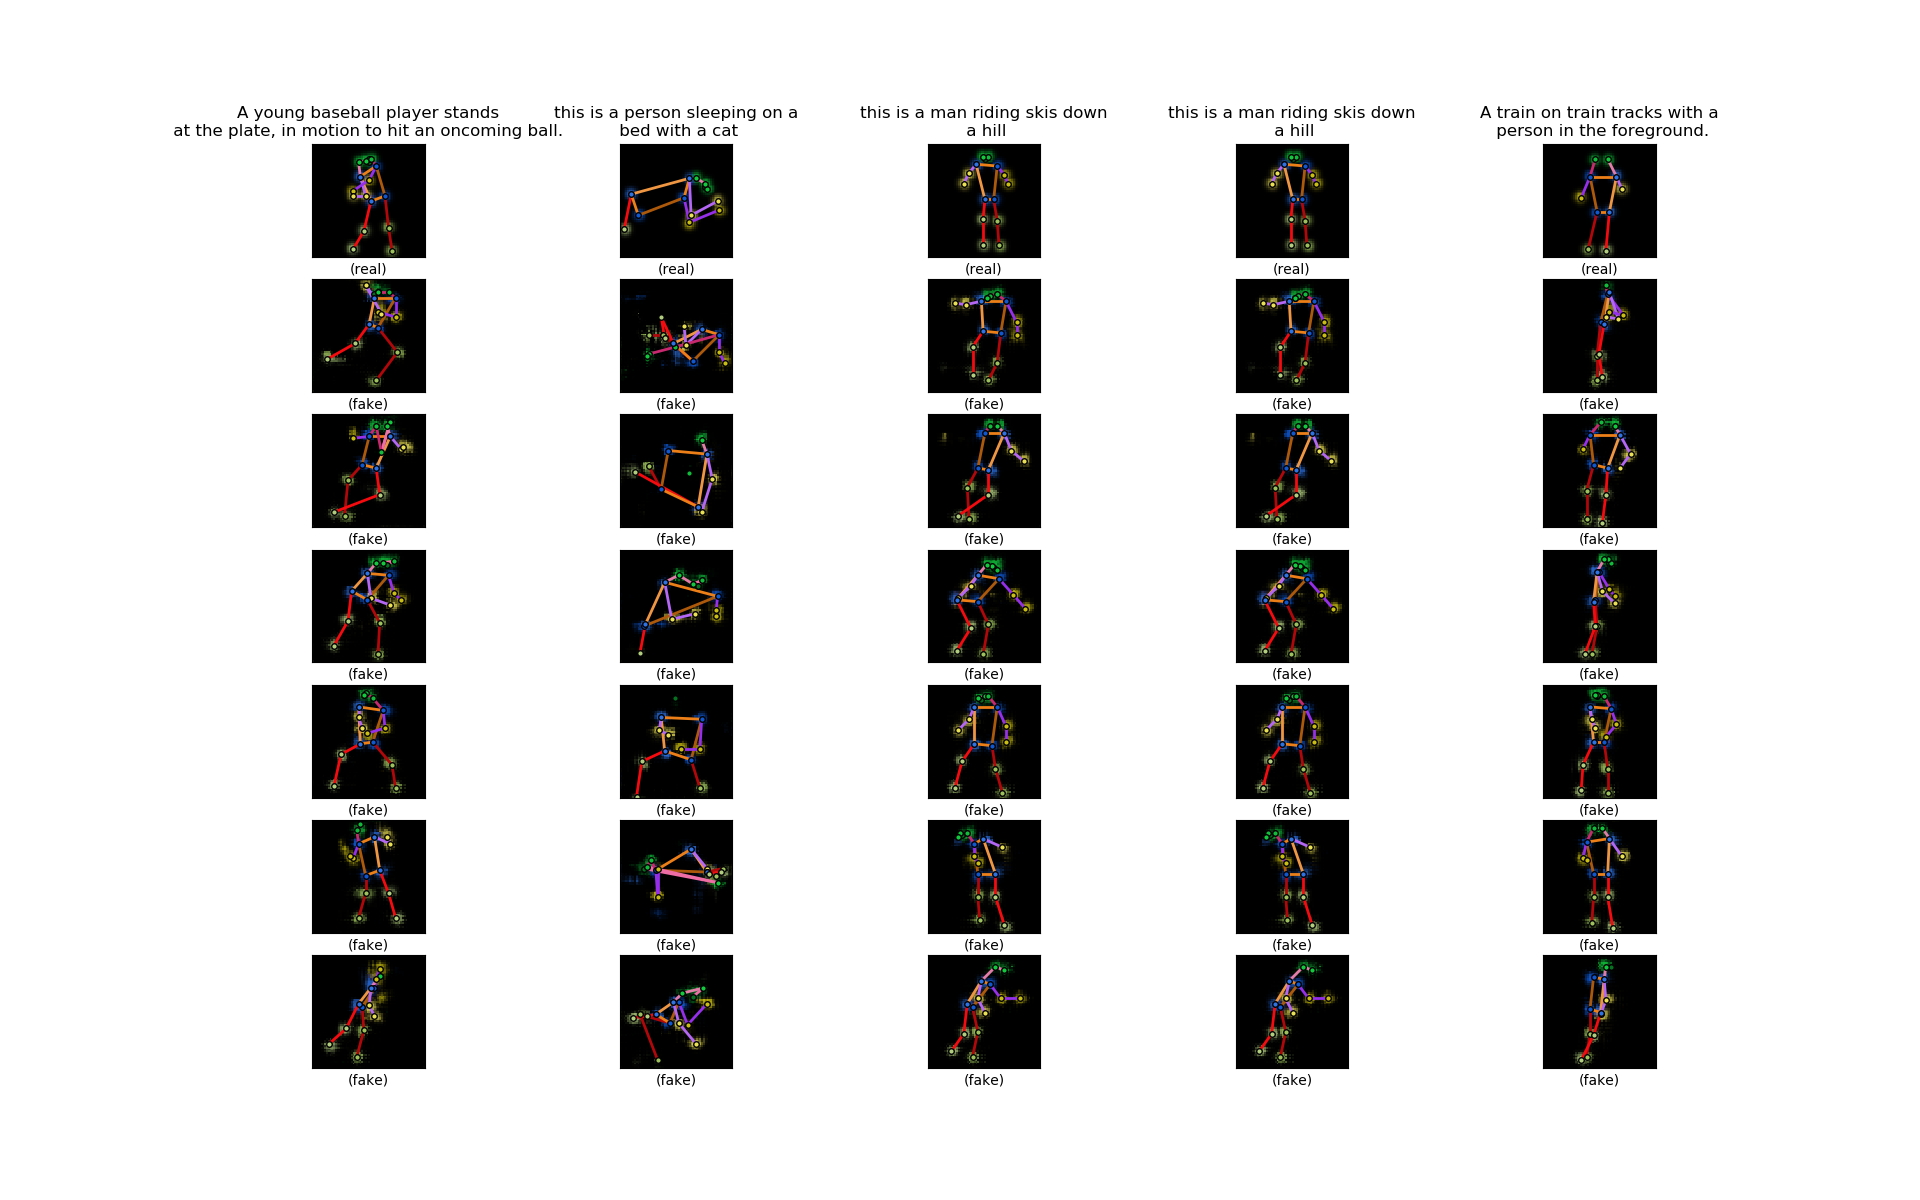 A young baseball player stands
at the plate, in motion to hit an oncoming ball.
this is a person sleeping on a
bed with a cat
this is a man riding skis down
a hill
this is a man riding skis down
a hill
A train on train tracks with a
person in the foreground.
(real) (real) (real) (real) (real)
(fake) (fake) (fake) (fake) (fake)
(fake) (fake) (fake) (fake) (fake)
(fake) (fake) (fake) (fake) (fake)
(fake) (fake) (fake) (fake) (fake)
(fake) (fake) (fake) (fake) (fake)
(fake) (fake) (fake) (fake) (fake)